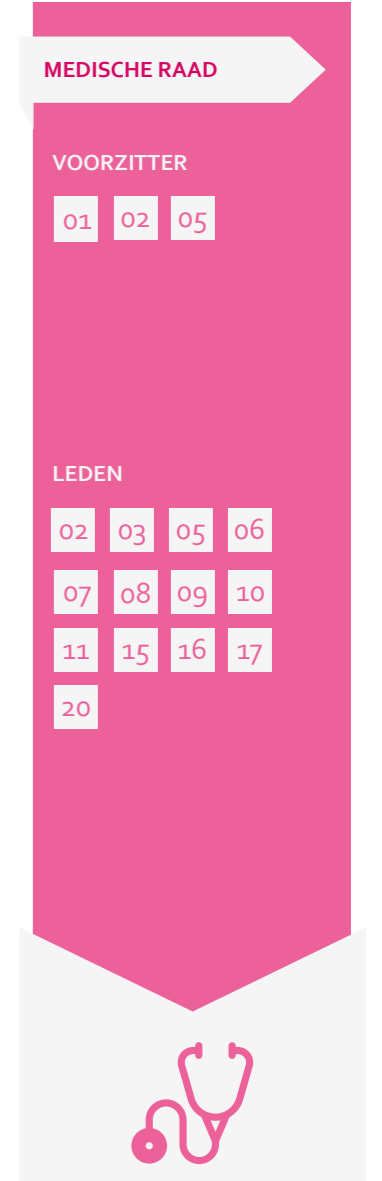 MEDISCHE RAAD
VOORZITTER
01 02 05
LEDEN
02 03 05 06
07 08 09 10
11 15 16 17
20